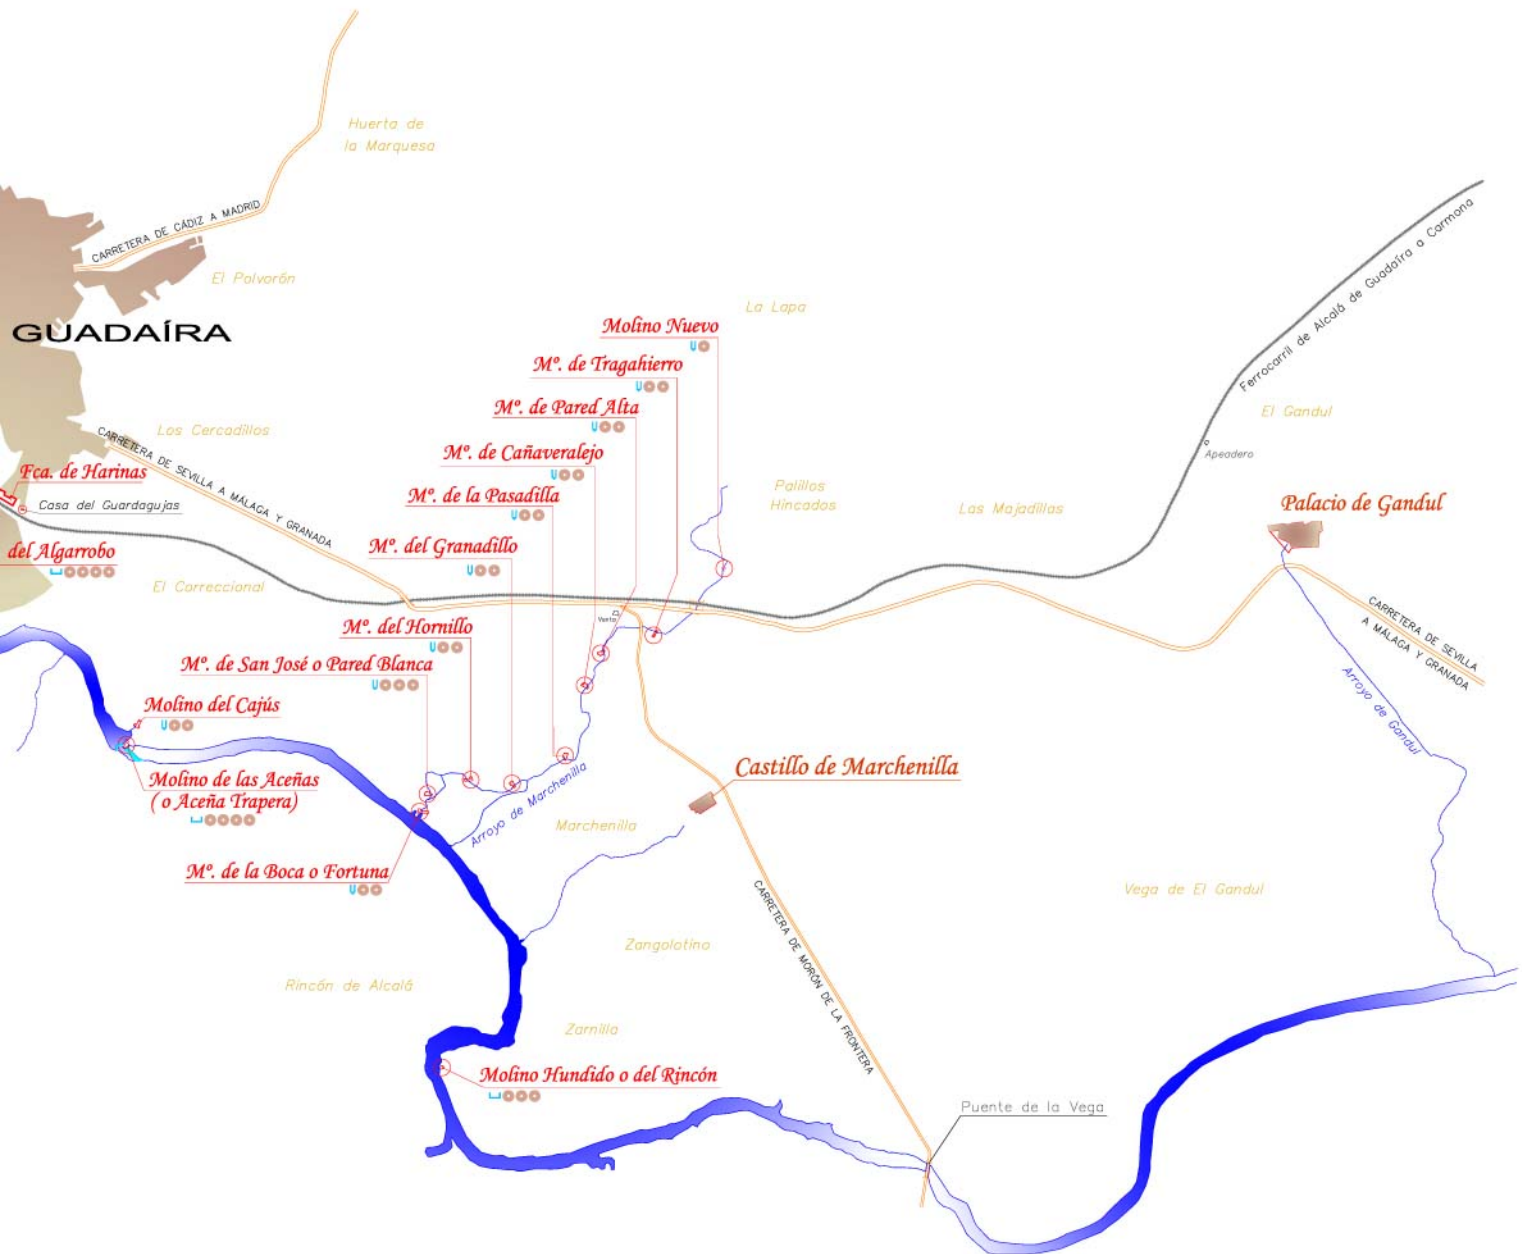 Huerta de
la Marquesa
CARRETERA DE CÁDIZ A MADRID
El Polvorón
Ferrocarril de Alcalá de Guadaíra a Carmona
La Lapa
GUADAÍRA
Molino Nuevo
Mº. de Tragahierro
Mº. de Pared Alta
El Gandul
Los Cercadillos
CARRETERA DE SEVILLA A MÁLAGA Y GRANADA
Mº. de Cañaveralejo
Apeadero
Fca. de Harinas
Casa del Guardagujas
Mº. de la Pasadilla
Palillos
Hincados
Las Majadillas
Palacio de Gandul
del Algarrobo
Mº. del Granadillo
El Correccional
Venta
CARRETERA DE SEVILLA
A MÁLAGA Y GRANADA
Mº. del Hornillo
Mº. de San José o Pared Blanca
Molino del Cajús
Arroyo de Gandul
Molino de las Aceñas
(o Aceña Trapera)
Castillo de Marchenilla
Arroyo de Marchenilla
Marchenilla
Mº. de la Boca o Fortuna
Vega de El Gandul
CARRETERA DE MORÓN DE LA FRONTERA
Zangolotino
Rincón de Alcalá
Zarnilla
Molino Hundido o del Rincón
Puente de la Vega